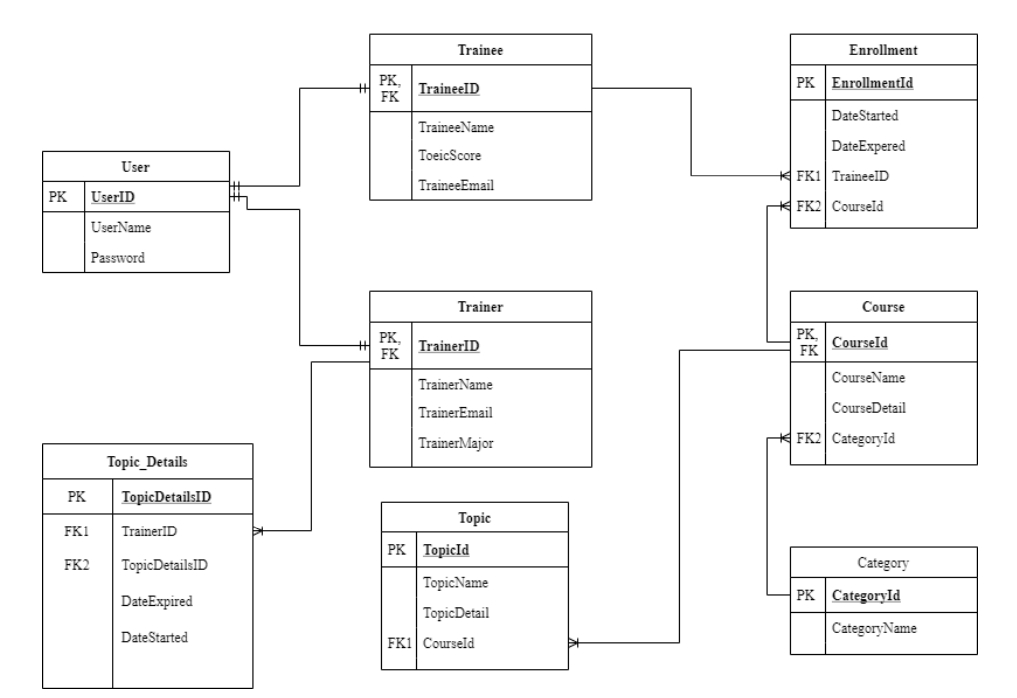 Trainee
PK, FK TraineeID
TraineeName
ToeicScore
TraineeEmail
Enrollment
PK EnrollmentId
DateStarted
DateExpered
FK1 TraineeID
FK2 CourseId
User
PK UserID
UserName
Password
Trainer
PK, FK TrainerID
TrainerName
TrainerEmail
TrainerMajor
Course
PK, FK CourseId
CourseName
CourseDetail
FK2 CategoryId
Topic_Details
PK TopicDetailsID
FK1 TrainerID
FK2 TopicDetailsID
DateExpired
DateStarted
Topic
PK TopicId
TopicName
TopicDetail
FK1 CourseId
Category
PK CategoryId
CategoryName